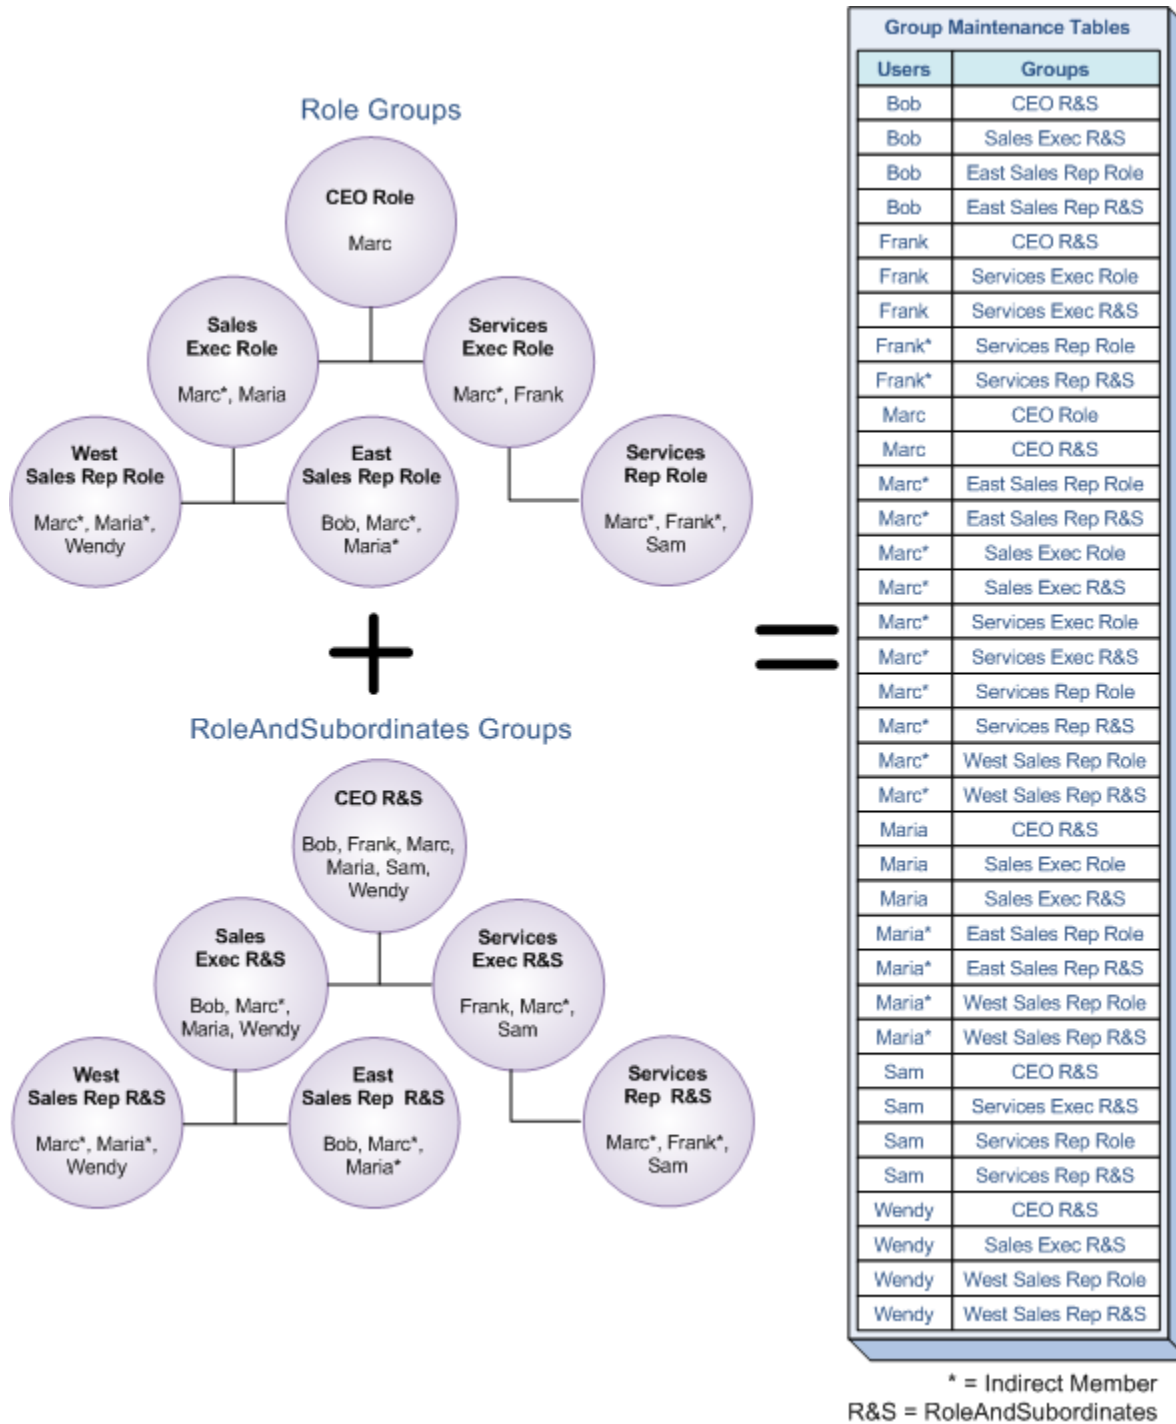 Role Groups
CEO Role
Marc
Sales
Exec Role
Marc*, Maria
Services
Exec Role
Marc*, Frank
West
Sales Rep Role
Marc*, Maria*,
Wendy
East
Sales Rep Role
Bob, Marc*,
Maria*
Services
Rep Role
Marc*, Frank*,
Sam
+
RoleAndSubordinates Groups
CEO R&S
Bob, Frank, Marc,
Maria, Sam,
Wendy
Sales
Exec R&S
Bob, Marc*,
Maria, Wendy
Services
Exec R&S
Frank, Marc*,
Sam
West
Sales Rep R&S
Marc*, Maria*,
Wendy
East
Sales Rep R&S
Bob, Marc*,
Maria*
Services
Rep R&S
Marc*, Frank*,
Sam
=
Group Maintenance Tables
Users Groups
Bob CEO R&S
Bob Sales Exec R&S
Bob East Sales Rep Role
Bob East Sales Rep R&S
Frank CEO R&S
Frank Services Exec Role
Frank Services Exec R&S
Frank* Services Rep Role
Frank* Services Rep R&S
Marc CEO Role
Marc CEO R&S
Marc* East Sales Rep Role
Marc* East Sales Rep R&S
Marc* Sales Exec Role
Marc* Sales Exec R&S
Marc* Services Exec Role
Marc* Services Exec R&S
Marc* Services Rep Role
Marc* Services Rep R&S
Marc* West Sales Rep Role
Marc* West Sales Rep R&S
Maria CEO R&S
Maria Sales Exec Role
Maria Sales Exec R&S
Maria* East Sales Rep Role
Maria* East Sales Rep R&S
Maria* West Sales Rep Role
Maria* West Sales Rep R&S
Sam CEO R&S
Sam Services Exec R&S
Sam Services Rep Role
Sam Services Rep R&S
Wendy CEO R&S
Wendy Sales Exec R&S
Wendy West Sales Rep Role
Wendy West Sales Rep R&S
* = Indirect Member
R&S = RoleAndSubordinates